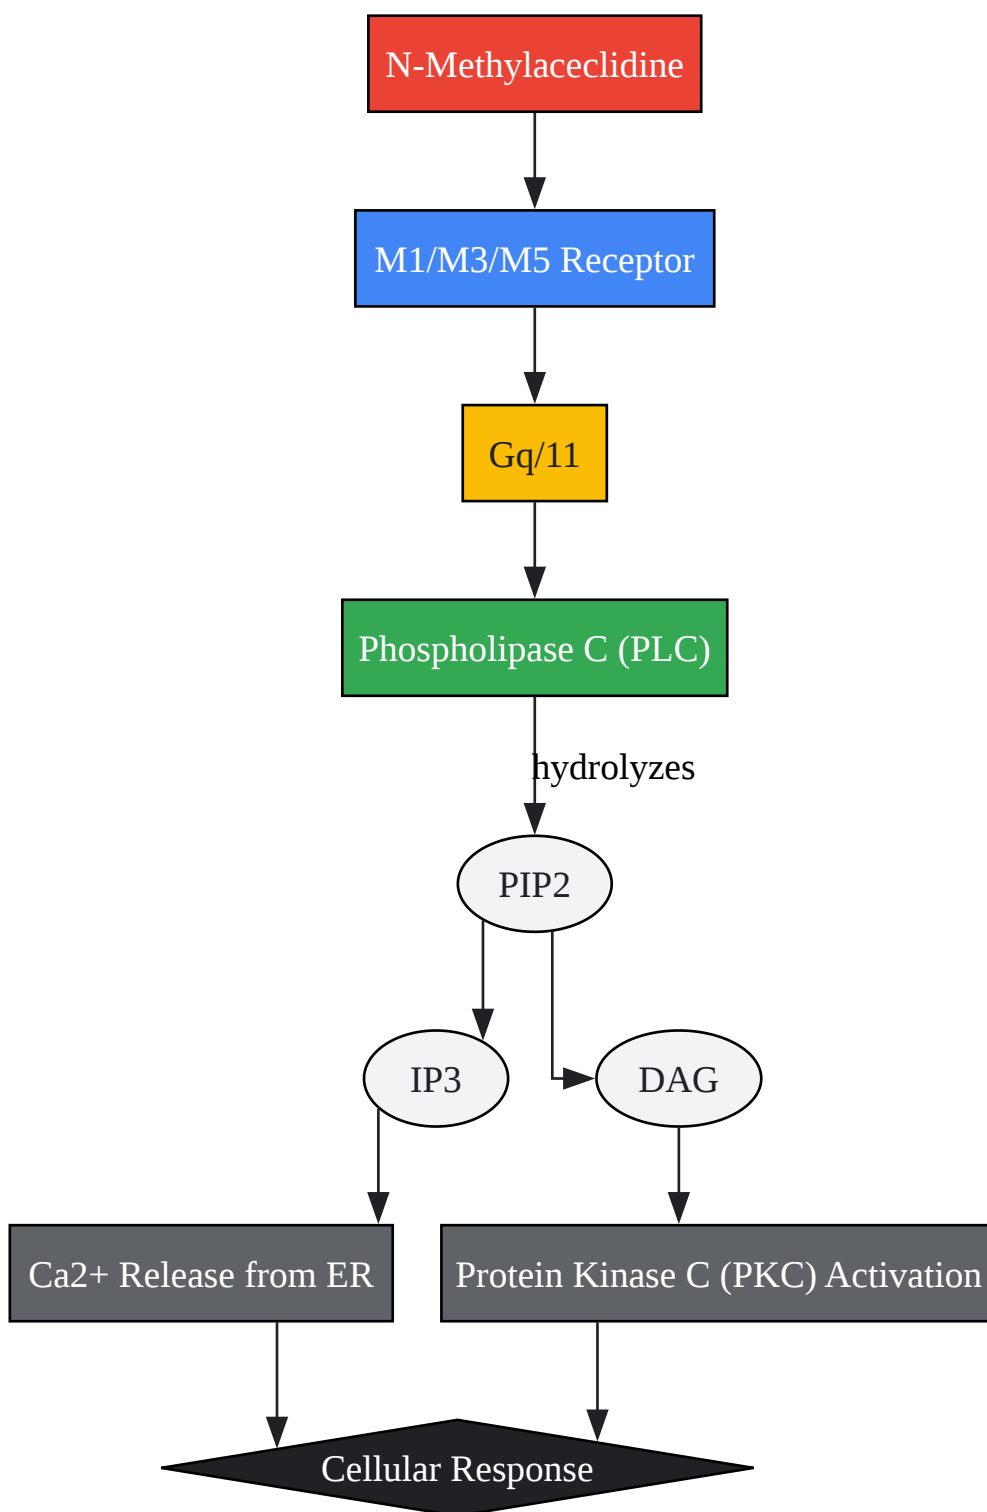 N-Methylaceclidine
M1/M3/M5 Receptor
Gq/11
Phospholipase C (PLC)
hydrolyzes
PIP2
IP3
DAG
Ca2+ Release from ER
Protein Kinase C (PKC) Activation
Cellular Response